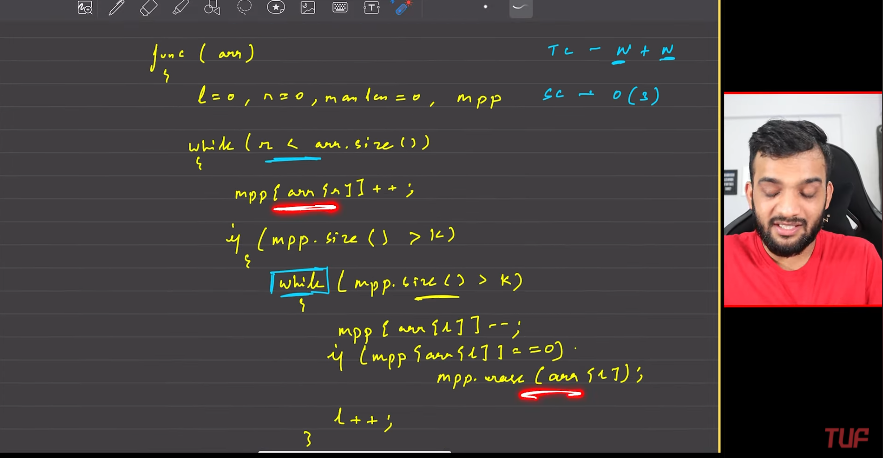 func (arr)
{
TC - N + N
l=0, r=0, maxlen=0, mpp
SC → O(3)
while(r < arr.size())
{
mpp[arr[r]]++;
if (mpp.size() > K)
{
while (mpp.size() > K)
{
mpp[arr[l]]--;
if (mpp[arr[l]]==0)
mpp.erase(arr[l]);
l++;
}
TUF